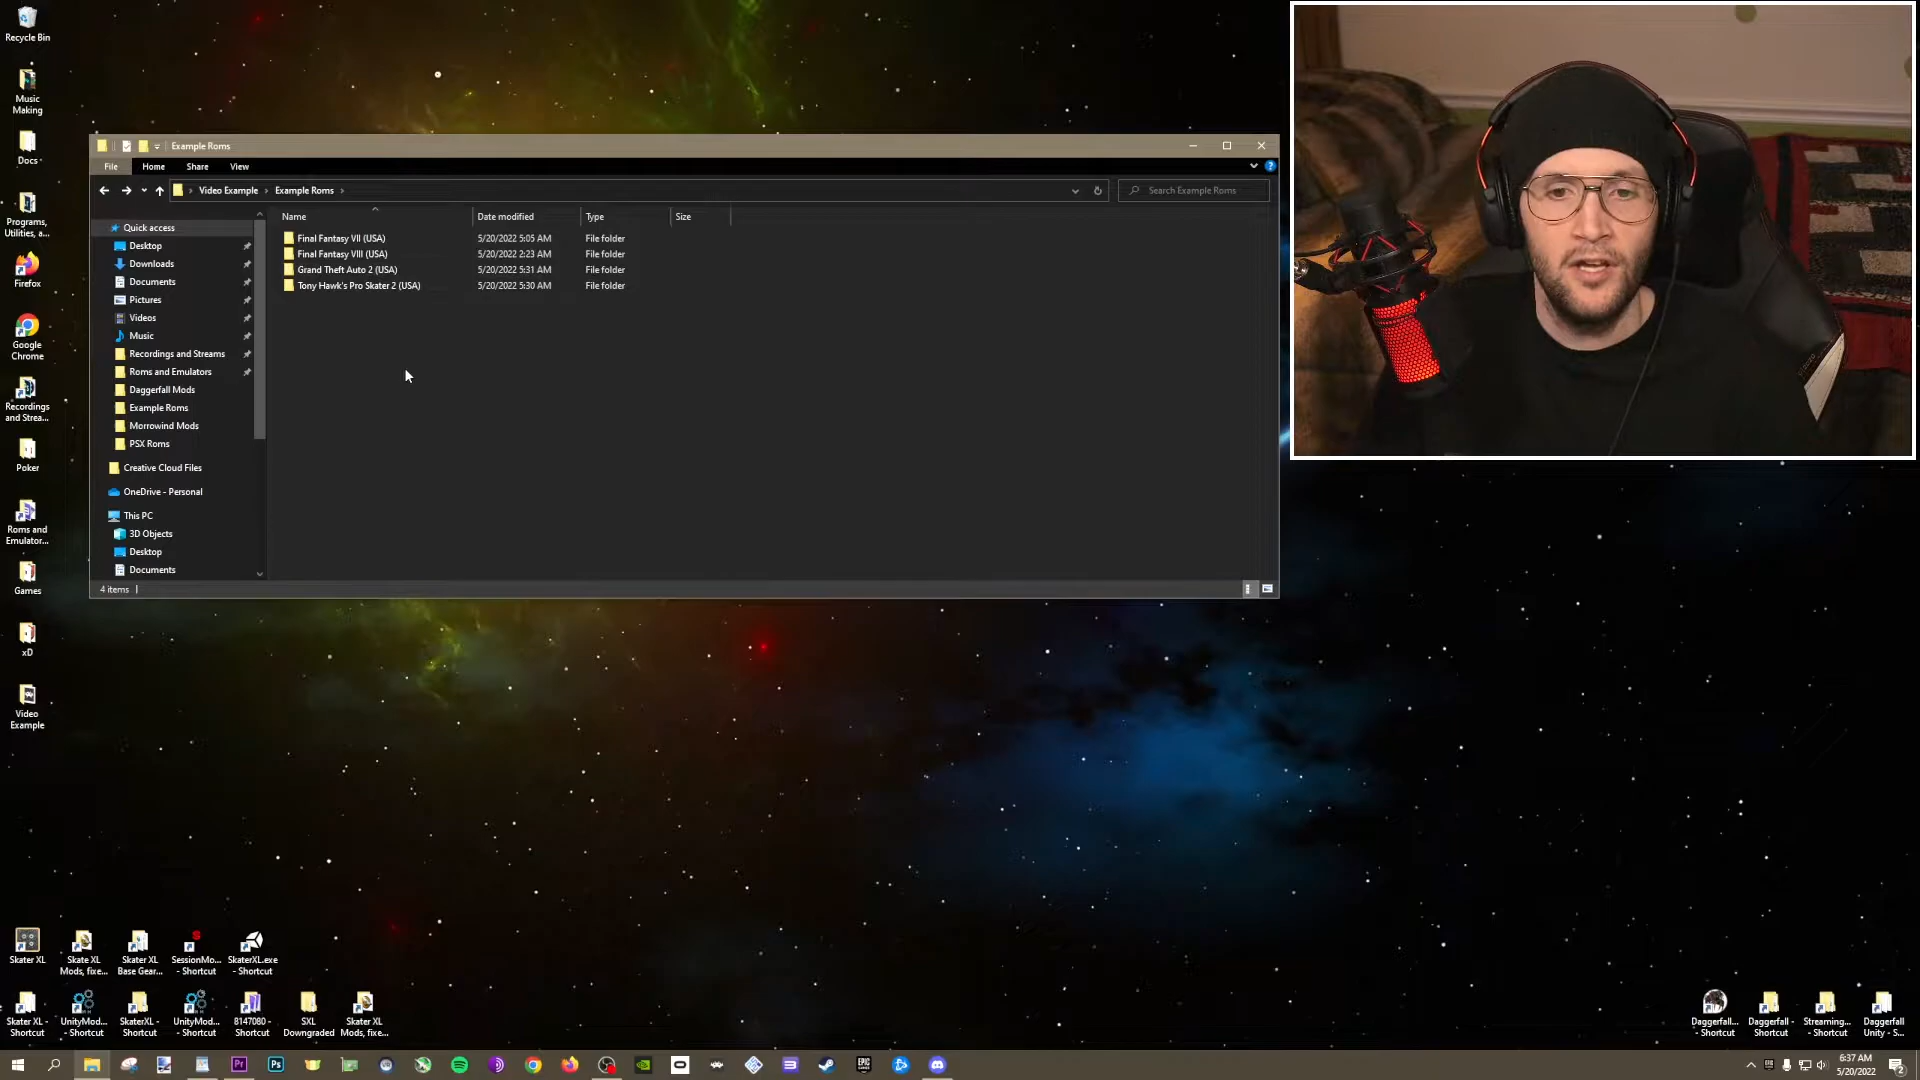 Recycle Bin
Music
Making
Docs
Programs,
Utilities, a...
Firefox
Google
Chrome
Recordings
and Strea...
Poker
Roms and
Emulator...
Games
xD
Video
Example
Example Roms
File Home Share View
Video Example > Example Roms >
Search Example Roms
Name Date modified Type Size
Final Fantasy VII (USA) 5/20/2022 5:05 AM File folder
Final Fantasy VIII (USA) 5/20/2022 2:23 AM File folder
Grand Theft Auto 2 (USA) 5/20/2022 5:31 AM File folder
Tony Hawk's Pro Skater 2 (USA) 5/20/2022 5:30 AM File folder
Quick access
Desktop
Downloads
Documents
Pictures
Videos
Music
Recordings and Streams
Roms and Emulators
Daggerfall Mods
Example Roms
Morrowind Mods
PSX Roms
Creative Cloud Files
OneDrive - Personal
This PC
3D Objects
Desktop
Documents
4 items
Skater XL
Skate XL
Mods, fixe...
Skater XL
Base Gear...
SessionMo...
- Shortcut
SkaterXL.exe
- Shortcut
Skater XL -
Shortcut
UnityMod...
- Shortcut
SkaterXL -
Shortcut
UnityMod...
- Shortcut
8147080 -
Shortcut
SXL
Downgraded
Skater XL
Mods, fixe...
Daggerfall...
- Shortcut
Daggerfall -
Shortcut
Streaming...
- Shortcut
Daggerfall
Unity - S...
Pr
Ps
6:37 AM
5/20/2022
2